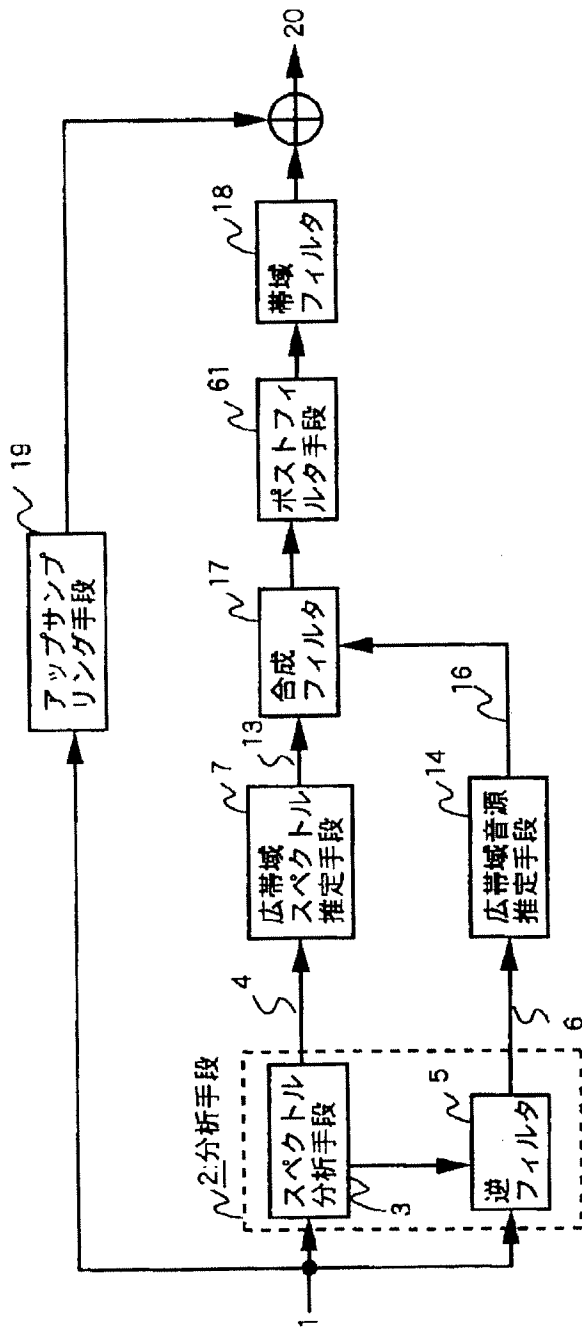 1
2:分析手段
スペクトル
分析手段
3
逆
フィルタ
5
4
6
広帯域
スペクトル
推定手段
7
広帯域音源
推定手段
14
13
16
合成
フィルタ
17
ポストフィ
ルタ手段
61
帯域
フィルタ
18
アップサンプ
リング手段
19
20